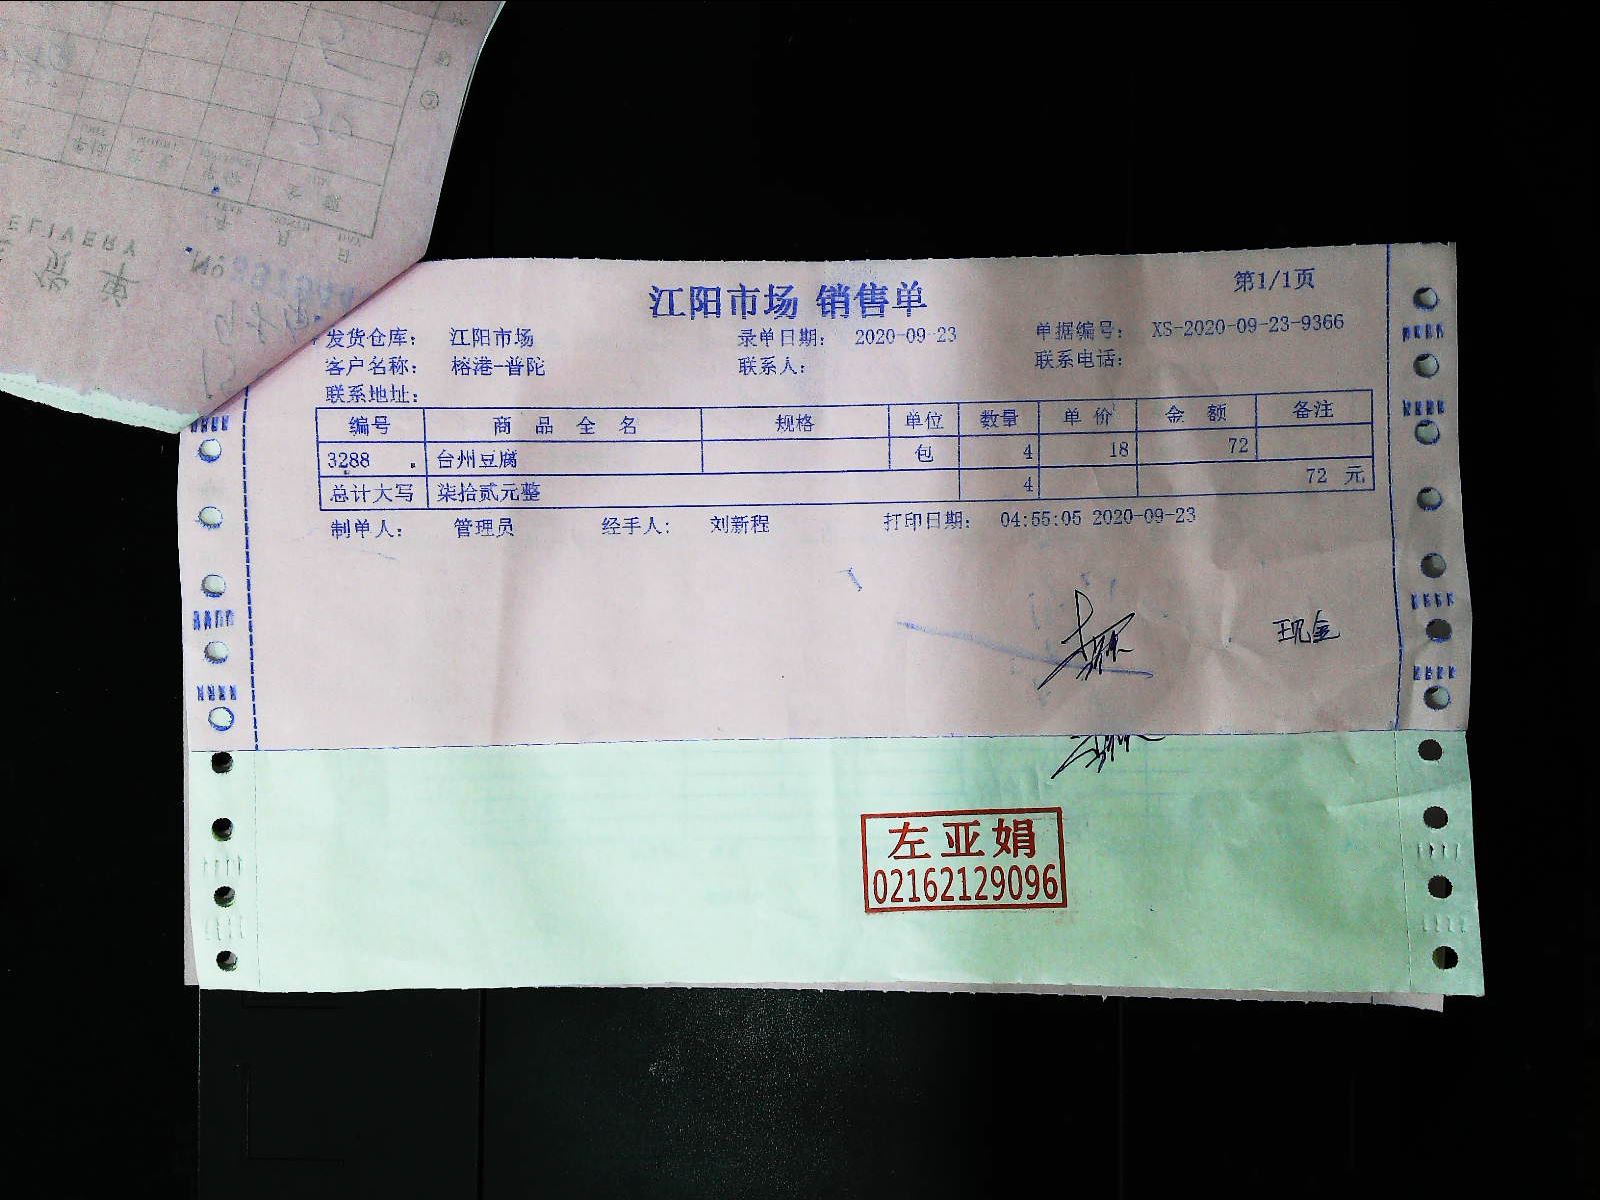 江阳市场 销售单
第1/1页
发货仓库: 江阳市场 录单日期: 2020-09-23 单据编号: XS-2020-09-23-9366
客户名称: 榕港-普陀 联系人: 联系电话:
联系地址:
编号 商品全名 规格 单位 数量 单价 金额 备注
3288 台州豆腐 包 4 18 72
总计大写 柒拾贰元整 4 72 元
制单人: 管理员 经手人: 刘新程 打印日期: 04:55:05 2020-09-23
现金
左亚娟
02162129096